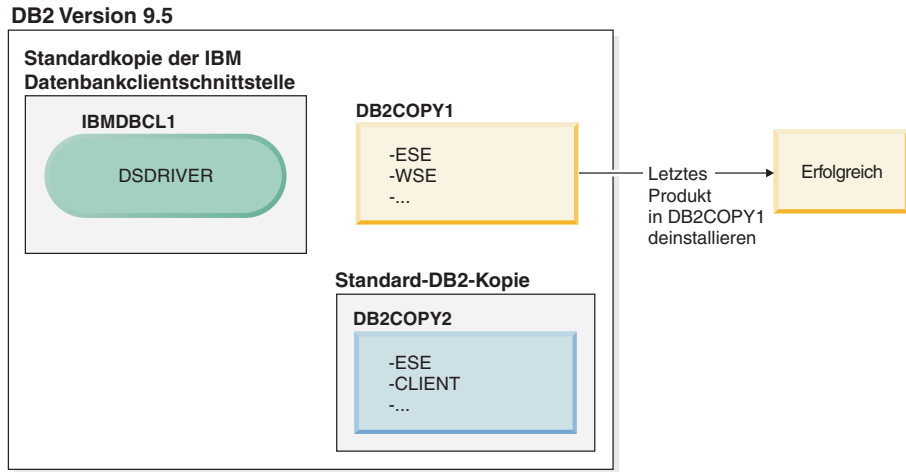 DB2 Version 9.5
Standardkopie der IBM
Datenbankclientschnittstelle
IBMDBCL1
DSDRIVER
DB2COPY1
-ESE
-WSE
-...
Letztes
Produkt
in DB2COPY1
deinstallieren
Erfolgreich
Standard-DB2-Kopie
DB2COPY2
-ESE
-CLIENT
-...